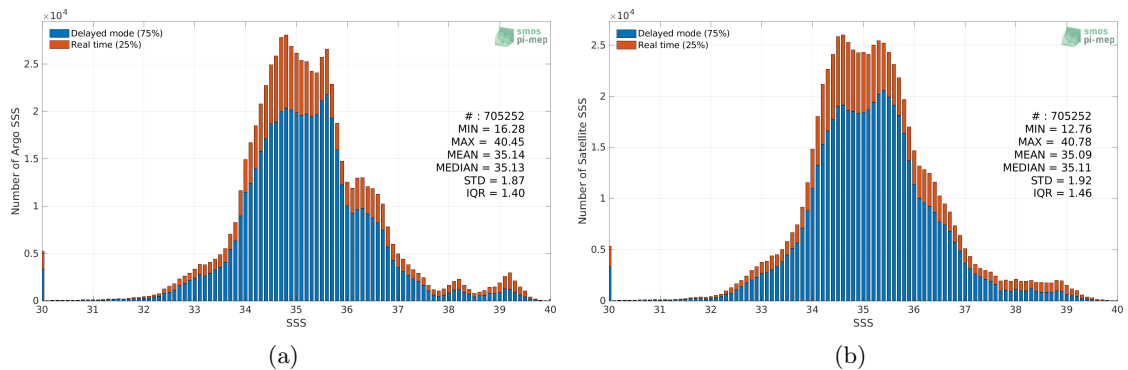 ×10⁴
Delayed mode (75%)
Real time (25%)
smos
pi-mep
# : 705252
MIN = 16.28
MAX = 40.45
MEAN = 35.14
MEDIAN = 35.13
STD = 1.87
IQR = 1.40
Number of Argo SSS
2.5
2
1.5
1
0.5
0
30 31 32 33 34 35 36 37 38 39 40
SSS
(a)
×10⁴
Delayed mode (75%)
Real time (25%)
smos
pi-mep
# : 705252
MIN = 12.76
MAX = 40.78
MEAN = 35.09
MEDIAN = 35.11
STD = 1.92
IQR = 1.46
Number of Satellite SSS
2.5
2
1.5
1
0.5
0
30 31 32 33 34 35 36 37 38 39 40
SSS
(b)